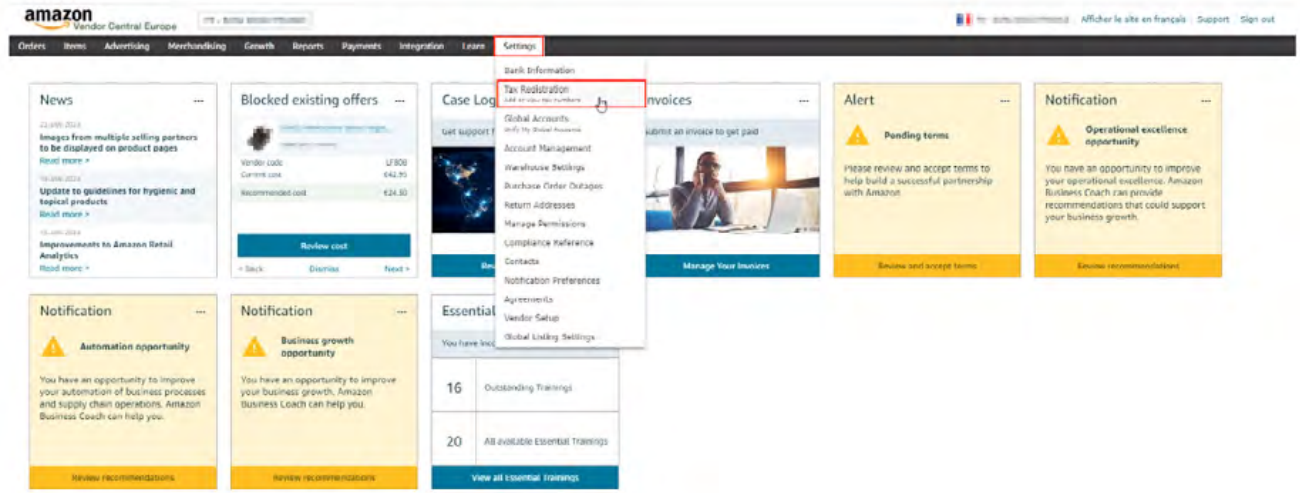 amazon
Vendor Central Europe
Afficher le site en français Support Sign out
Orders Items Advertising Merchandising Growth Reports Payments Integration Learn Settings
Bank Information
Tax Registration
Add or view tax numbers
Global Accounts
Account Management
Warehouse Settings
Purchase Order Outages
Return Addresses
Manage Permissions
Compliance Reference
Contacts
Notification Preferences
Agreements
Vendor Setup
Global Listing Settings
News ...
Images from multiple selling partners
to be displayed on product pages
Read more >
Update to guidelines for hygienic and
topical products
Read more >
Improvements to Amazon Retail
Analytics
Read more >
Blocked existing offers ...
Vendor code
Current cost €42.95
Recommended cost €24.30
Review cost
< Back Dismiss Next >
Case Log
Get support
nvoices ...
submit an invoice to get paid
Manage Your Invoices
Alert ...
Pending terms
Please review and accept terms to
help build a successful partnership
with Amazon
Review and accept terms
Notification ...
Operational excellence
opportunity
You have an opportunity to improve
your operational excellence. Amazon
Business Coach can provide
recommendations that could support
your business growth.
Review recommendations
Notification ...
Automation opportunity
You have an opportunity to improve
your automation of business processes
and supply chain operations. Amazon
Business Coach can help you.
Review recommendations
Notification ...
Business growth
opportunity
You have an opportunity to improve
your business growth. Amazon
Business Coach can help you.
Review recommendations
Essential
You have
16 Outstanding Trainings
20 All available Essential Trainings
View all Essential Trainings